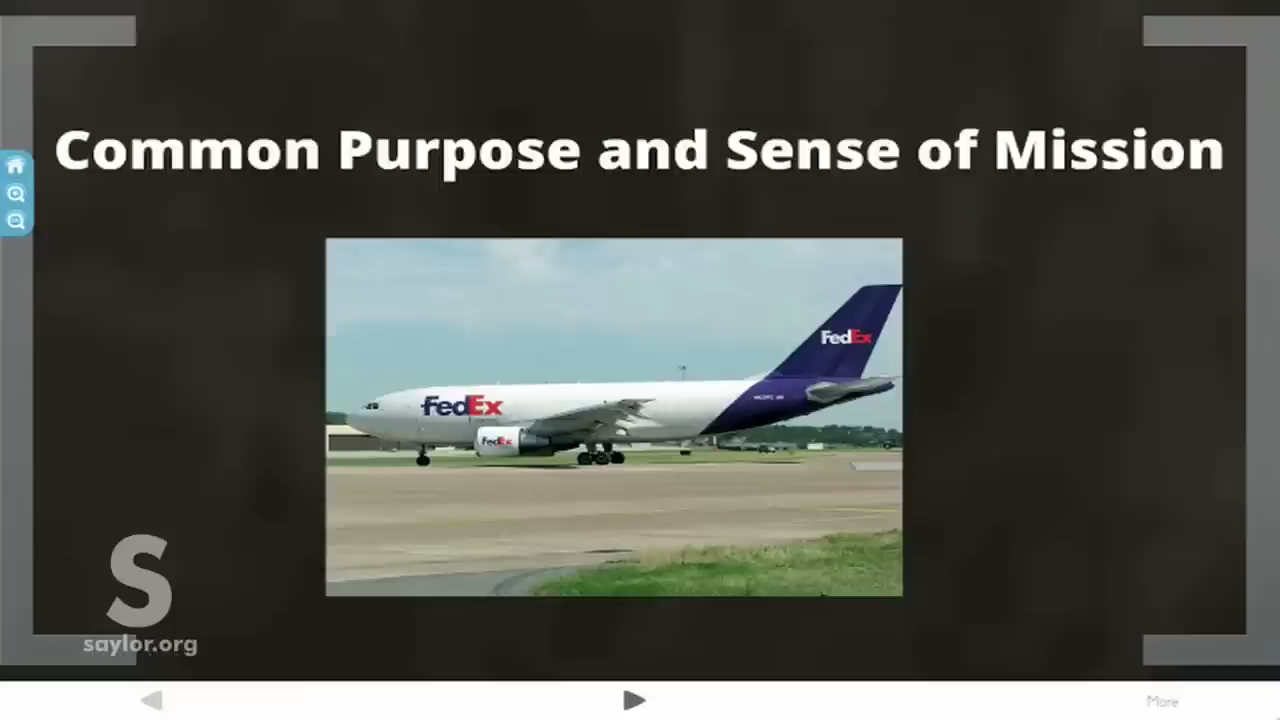 Common Purpose and Sense of Mission
FedEx
FedEx
FedEx
S
saylor.org
More